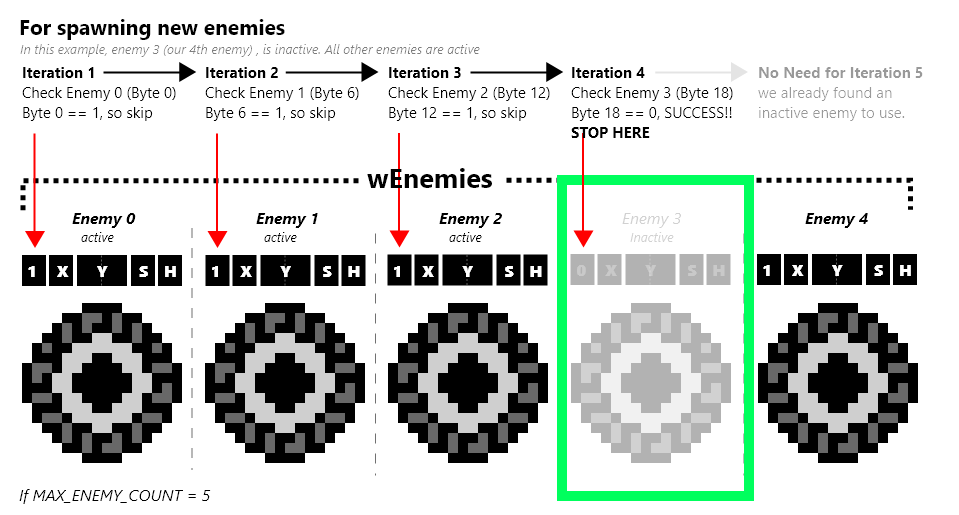 For spawning new enemies
In this example, enemy 3 (our 4th enemy) , is inactive. All other enemies are active
Iteration 1
Check Enemy 0 (Byte 0)
Byte 0 == 1, so skip
Iteration 2
Check Enemy 1 (Byte 6)
Byte 6 == 1, so skip
Iteration 3
Check Enemy 2 (Byte 12)
Byte 12 == 1, so skip
Iteration 4
Check Enemy 3 (Byte 18)
Byte 18 == 0, SUCCESS!!
STOP HERE
No Need for Iteration 5
we already found an
inactive enemy to use.
wEnemies
Enemy 0
active
1 X Y S H
Enemy 1
active
1 X Y S H
Enemy 2
active
1 X Y S H
Enemy 3
Inactive
0 X Y S H
Enemy 4
1 X Y S H
If MAX_ENEMY_COUNT = 5